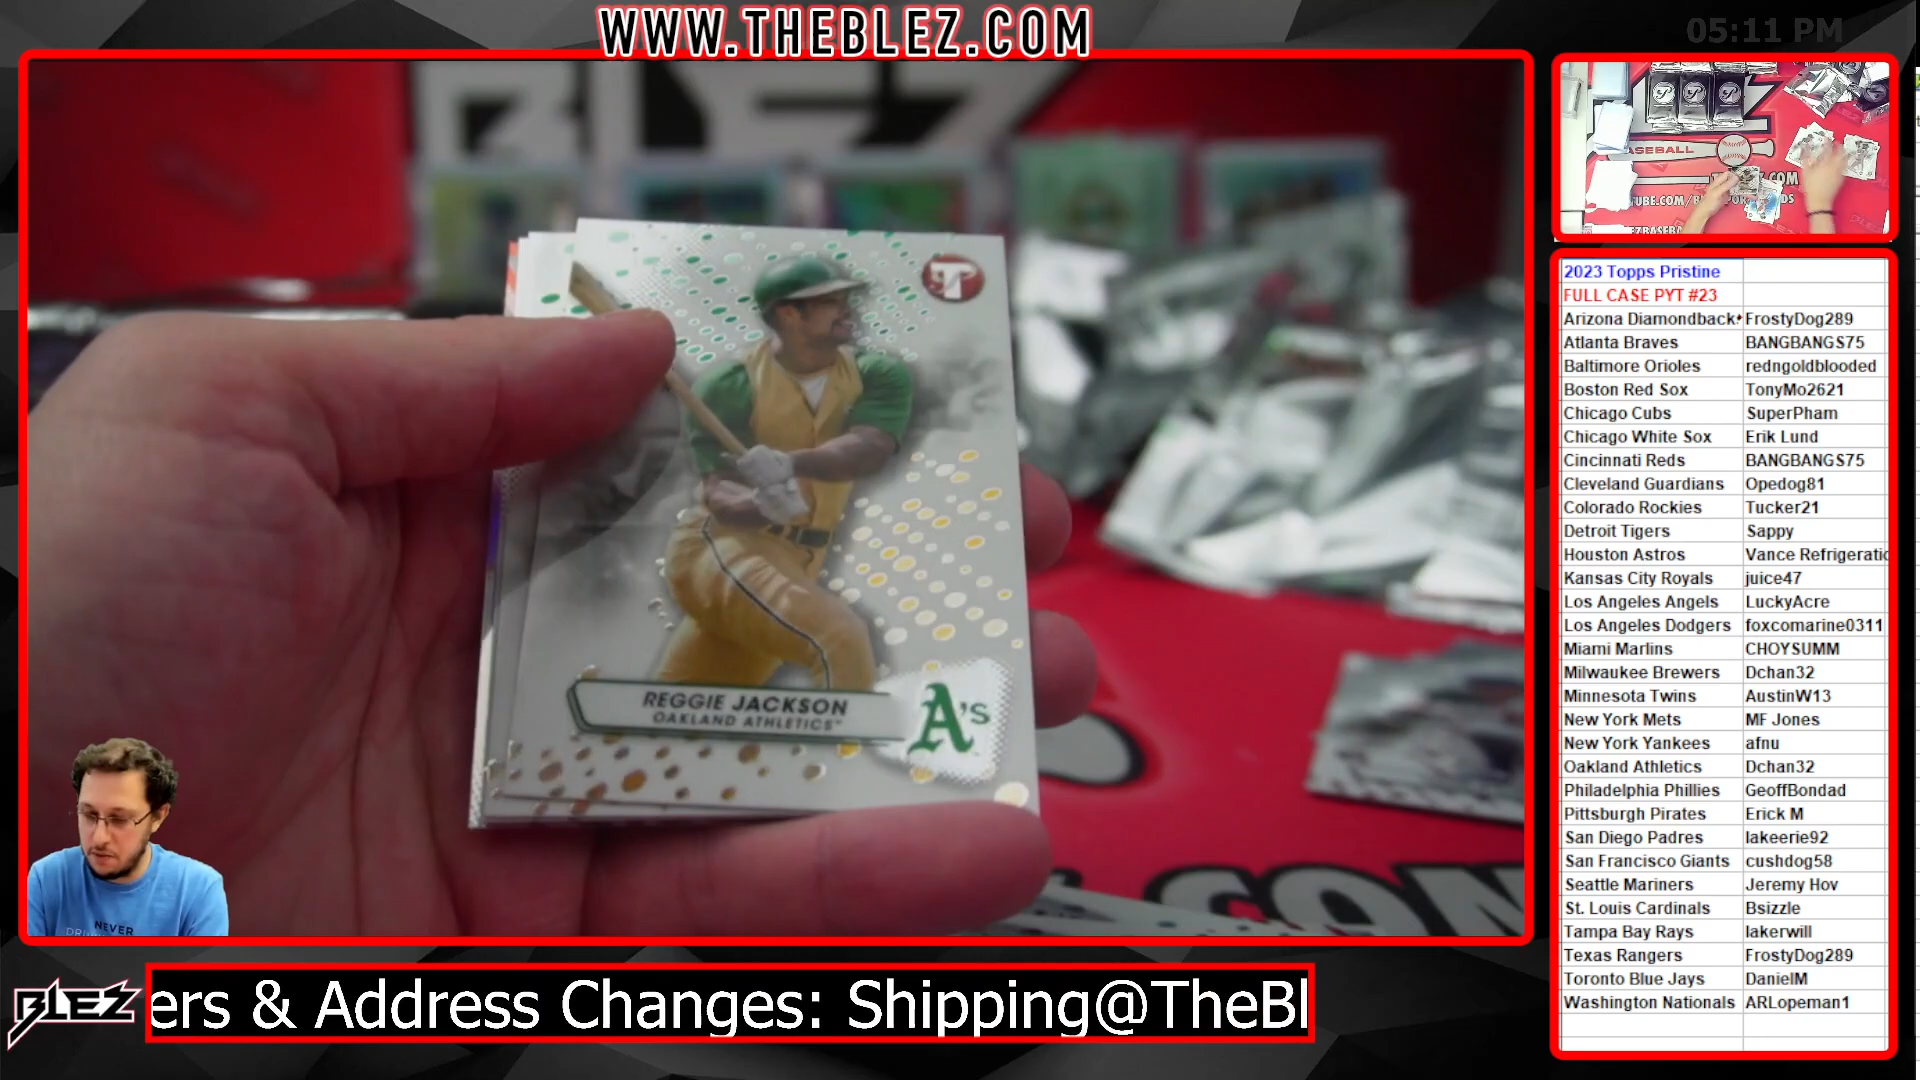 WWW.THEBLEZ.COM
05:11 PM
BLEZ
REGGIE JACKSON
OAKLAND ATHLETICS™
A's
T
NEVER
BLEZ
ers & Address Changes: Shipping@TheBl
2023 Topps Pristine
FULL CASE PYT #23
Arizona Diamondback FrostyDog289
Atlanta Braves BANGBANGS75
Baltimore Orioles redngoldblooded
Boston Red Sox TonyMo2621
Chicago Cubs SuperPham
Chicago White Sox Erik Lund
Cincinnati Reds BANGBANGS75
Cleveland Guardians Opedog81
Colorado Rockies Tucker21
Detroit Tigers Sappy
Houston Astros Vance Refrigeratio
Kansas City Royals juice47
Los Angeles Angels LuckyAcre
Los Angeles Dodgers foxcomarine0311
Miami Marlins CHOYSUMM
Milwaukee Brewers Dchan32
Minnesota Twins AustinW13
New York Mets MF Jones
New York Yankees afnu
Oakland Athletics Dchan32
Philadelphia Phillies GeoffBondad
Pittsburgh Pirates Erick M
San Diego Padres lakeerie92
San Francisco Giants cushdog58
Seattle Mariners Jeremy Hov
St. Louis Cardinals Bsizzle
Tampa Bay Rays lakerwill
Texas Rangers FrostyDog289
Toronto Blue Jays DanielM
Washington Nationals ARLopeman1